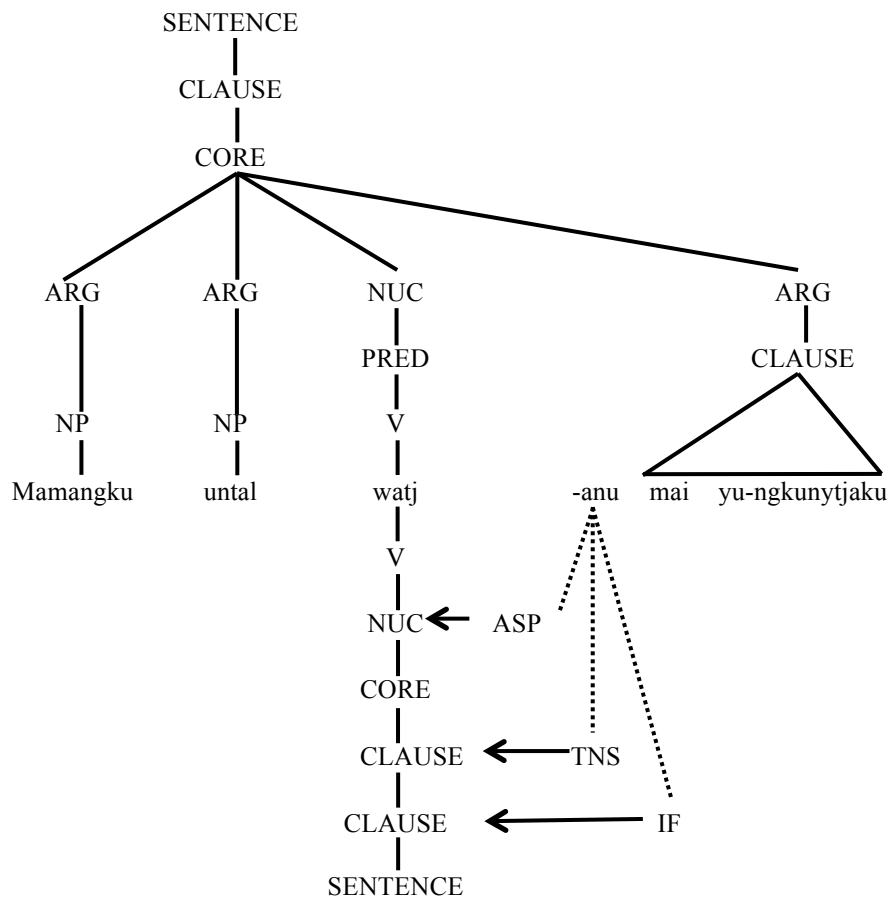 SENTENCE
CLAUSE
CORE
ARG ARG NUC ARG
PRED CLAUSE
NP NP V
Mamangku untal watj -anu mai yu-ngkunytjaku
V
NUC ASP
CORE
CLAUSE TNS
CLAUSE IF
SENTENCE